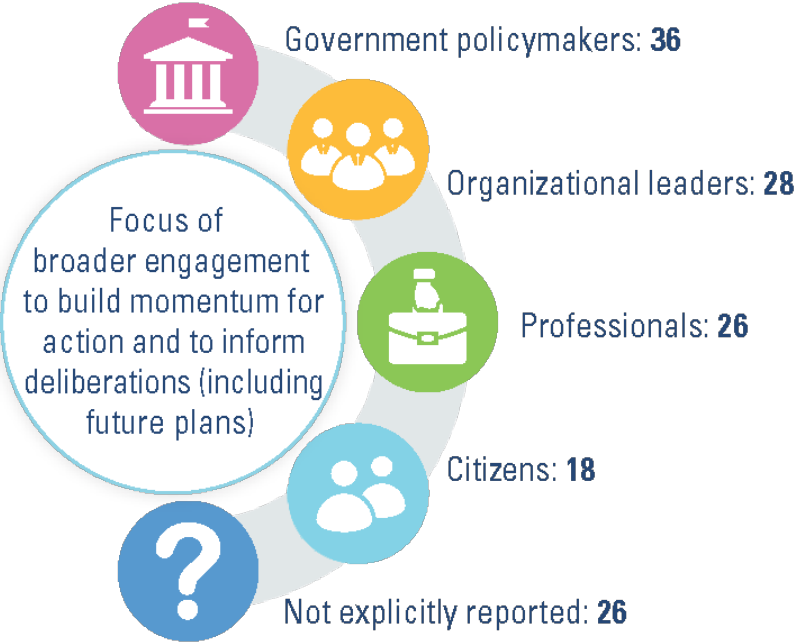 Government policymakers: 36
Organizational leaders: 28
Focus of
broader engagement
to build momentum for
action and to inform
deliberations (including
future plans)
Professionals: 26
Citizens: 18
?
Not explicitly reported: 26